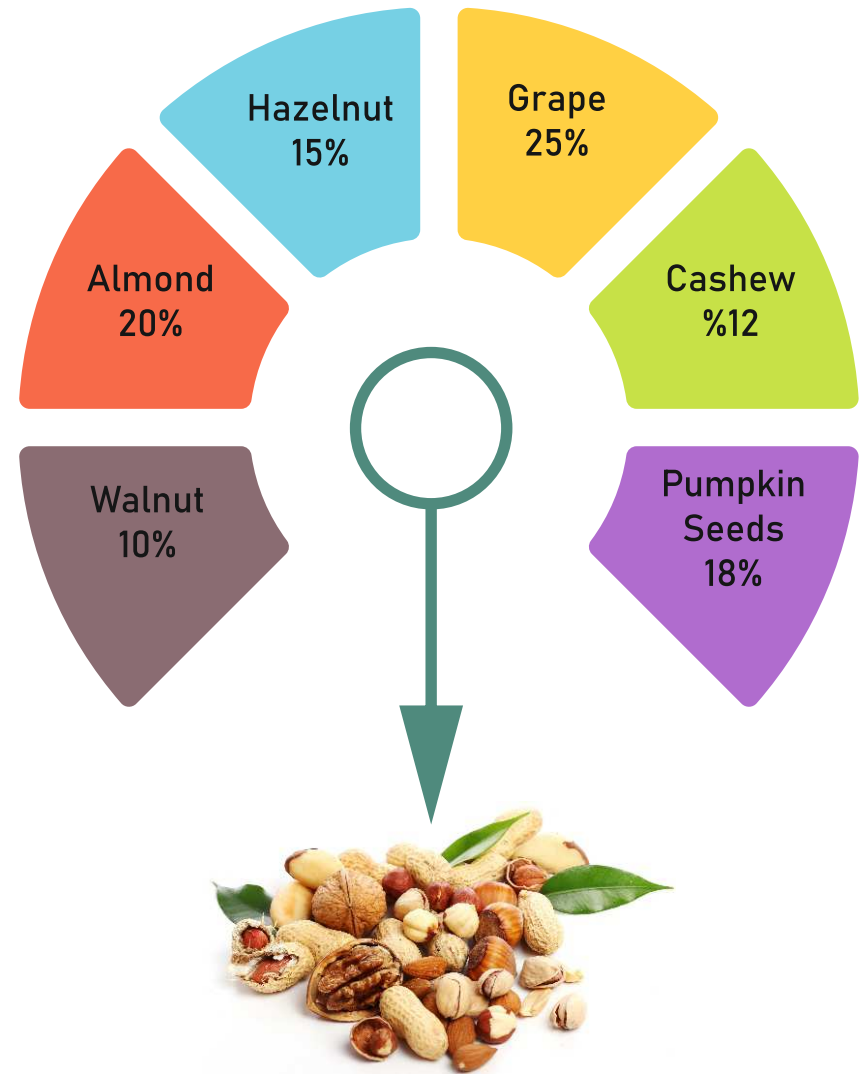 Hazelnut
15%
Grape
25%
Almond
20%
Cashew
%12
Walnut
10%
Pumpkin
Seeds
18%